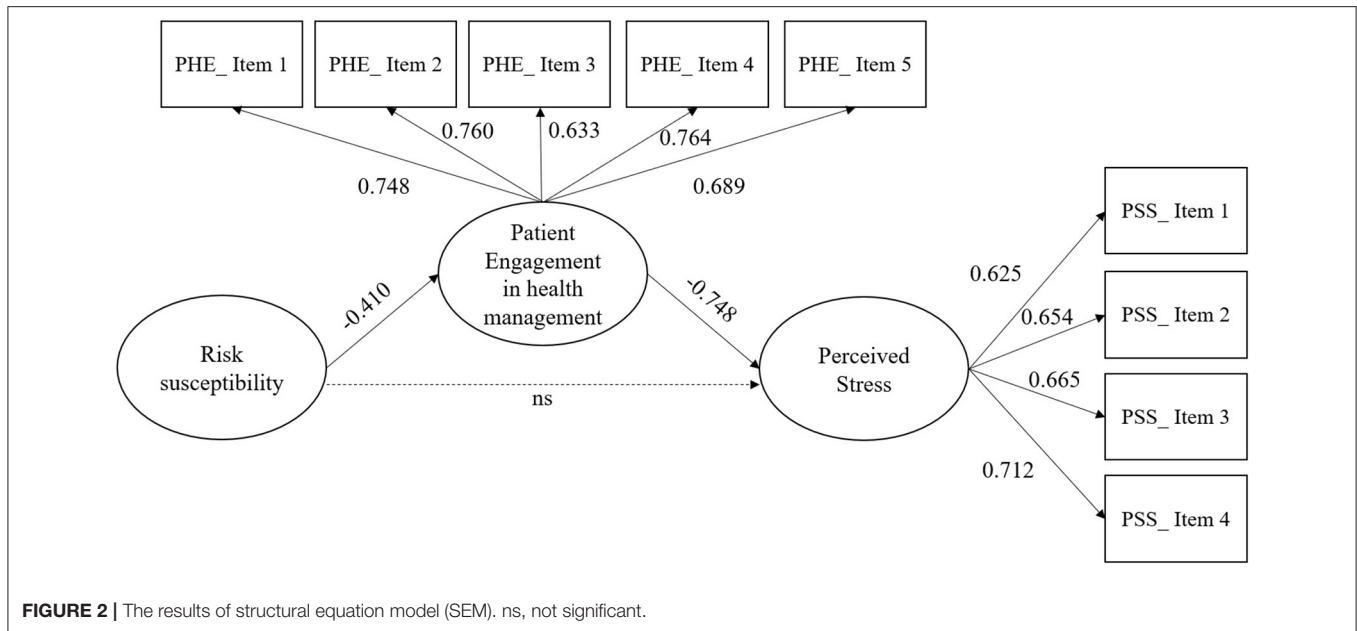 PHE_ Item 1
PHE_ Item 2
PHE_ Item 3
PHE_ Item 4
PHE_ Item 5
0.748
0.760
0.633
0.764
0.689
Patient
Engagement
in health
management
-0.410
-0.748
Risk
susceptibility
ns
Perceived
Stress
0.625
0.654
0.665
0.712
PSS_ Item 1
PSS_ Item 2
PSS_ Item 3
PSS_ Item 4
FIGURE 2 | The results of structural equation model (SEM). ns, not significant.